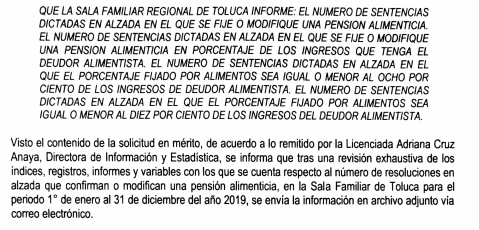 QUE LA SALA FAMILIAR REGIONAL DE TOLUCA INFORME: EL NUMERO DE SENTENCIAS
DICTADAS EN ALZADA EN EL QUE SE FIJE O MODIFIQUE UNA PENSION ALIMENTICIA.
EL NUMERO DE SENTENCIAS DICTADAS EN ALZADA EN EL QUE SE FIJE O MODIFIQUE
UNA PENSION ALIMENTICIA EN PORCENTAJE DE LOS INGRESOS QUE TENGA EL
DEUDOR ALIMENTISTA. EL NUMERO DE SENTENCIAS DICTADAS EN ALZADA EN EL
QUE EL PORCENTAJE FIJADO POR ALIMENTOS SEA IGUAL O MENOR AL OCHO POR
CIENTO DE LOS INGRESOS DE DEUDOR ALIMENTISTA. EL NUMERO DE SENTENCIAS
DICTADAS EN ALZADA EN EL QUE EL PORCENTAJE FIJADO POR ALIMENTOS SEA
IGUAL O MENOR AL DIEZ POR CIENTO DE LOS INGRESOS DEL DEUDOR ALIMENTISTA.
Visto el contenido de la solicitud en mérito, de acuerdo a lo remitido por la Licenciada Adriana Cruz
Anaya, Directora de Información y Estadística, se informa que tras una revisión exhaustiva de los
índices, registros, informes y variables con los que se cuenta respecto al número de resoluciones en
alzada que confirman o modifican una pensión alimenticia, en la Sala Familiar de Toluca para el
periodo 1° de enero al 31 de diciembre del año 2019, se envía la información en archivo adjunto vía
correo electrónico.